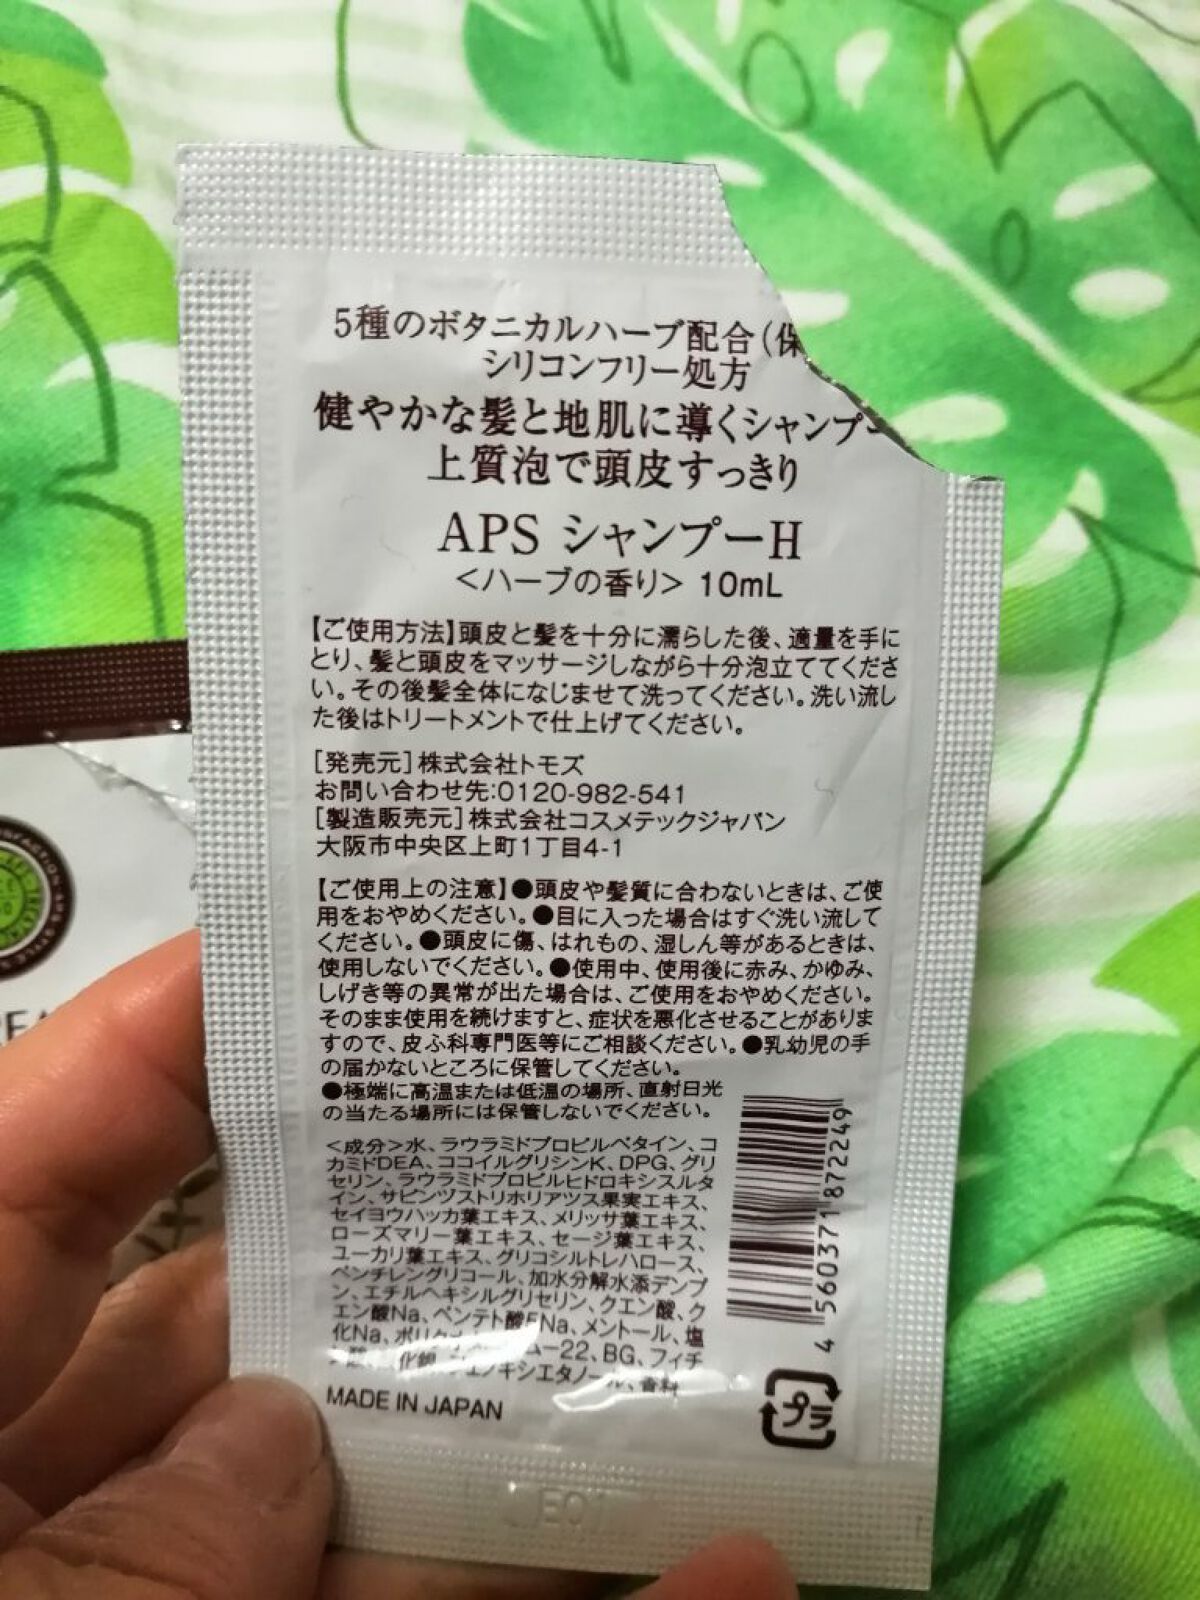 5種のボタニカルハーブ配合(保
シリコンフリー処方
健やかな髪と地肌に導くシャンプー
上質泡で頭皮すっきり
APS シャンプーH
<ハーブの香り> 10mL
【ご使用方法】頭皮と髪を十分に濡らした後、適量を手に
とり、髪と頭皮をマッサージしながら十分泡立ててくださ
い。その後髪全体になじませて洗ってください。洗い流し
た後はトリートメントで仕上げてください。
[発売元]株式会社トモズ
お問い合わせ先:0120-982-541
[製造販売元]株式会社コスメテックジャパン
大阪市中央区上町1丁目4-1
【ご使用上の注意】●頭皮や髪質に合わないときは、ご使
用をおやめください。●目に入った場合はすぐ洗い流して
ください。●頭皮に傷、はれもの、湿しん等があるときは、
使用しないでください。●使用中、使用後に赤み、かゆみ、
しげき等の異常が出た場合は、ご使用をおやめください。
そのまま使用を続けますと、症状を悪化させることがありま
すので、皮ふ科専門医等にご相談ください。●乳幼児の手
の届かないところに保管してください。
●極端に高温または低温の場所、直射日光
の当たる場所には保管しないでください。
<成分>水、ラウラミドプロピルベタイン、コ
カミドDEA、ココイルグリシンK、DPG、グリ
セリン、ラウラミドプロピルヒドロキシスルタ
イン、サピンヅストリホリアツス果実エキス、
セイヨウハッカ葉エキス、メリッサ葉エキス、
ローズマリー葉エキス、セージ葉エキス、
ユーカリ葉エキス、グリコシルトレハロース、
ペンチレングリコール、加水分解水添デンプ
ン、エチルヘキシルグリセリン、クエン酸、ク
エン酸Na、ペンテト酸5Na、メントール、塩
化Na、ム-22、BG、フィチ
フェノキシエタノール、香料
MADE IN JAPAN
4 560371 872249
プラ